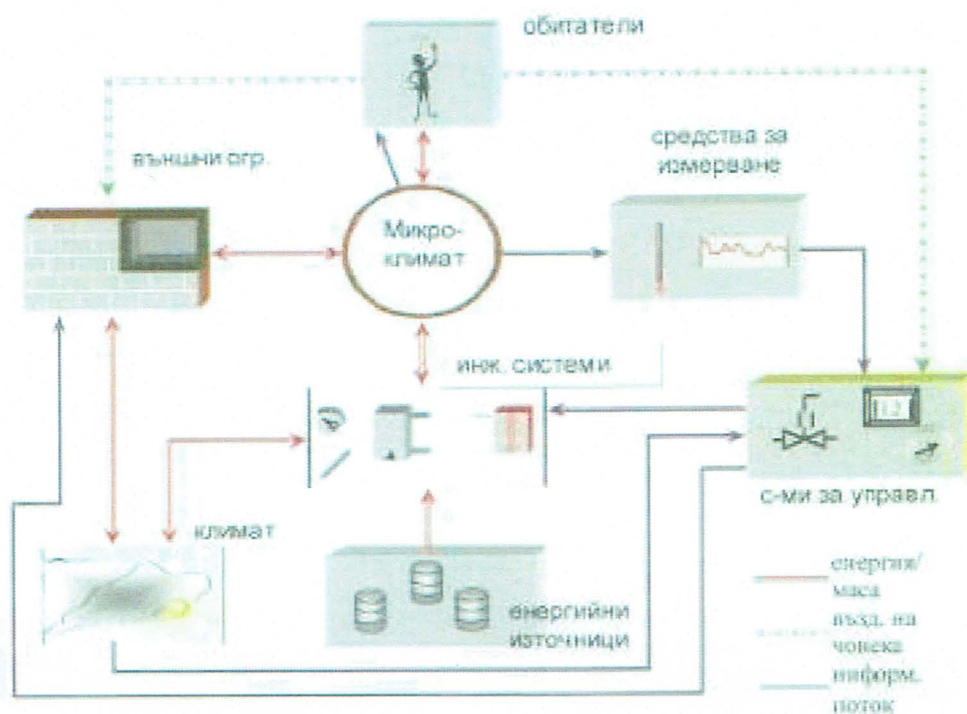 обитатели
средства за
измерване
външни огр.
Микро-
климат
инж. системи
с-ми за управл.
климат
енергийни
източници
енергия/
маса
възд. на
човека
информ.
поток